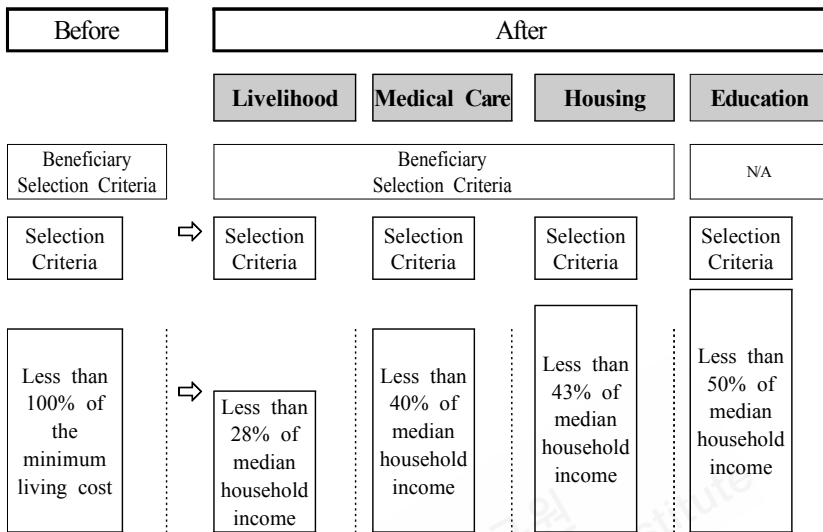 Before
After
Livelihood
Medical Care
Housing
Education
Beneficiary
Selection Criteria
Beneficiary
Selection Criteria
N/A
Selection
Criteria
⇨
Selection
Criteria
Selection
Criteria
Selection
Criteria
Selection
Criteria
Less than
100% of
the
minimum
living cost
⇨
Less than
28% of
median
household
income
Less than
40% of
median
household
income
Less than
43% of
median
household
income
Less than
50% of
median
household
income